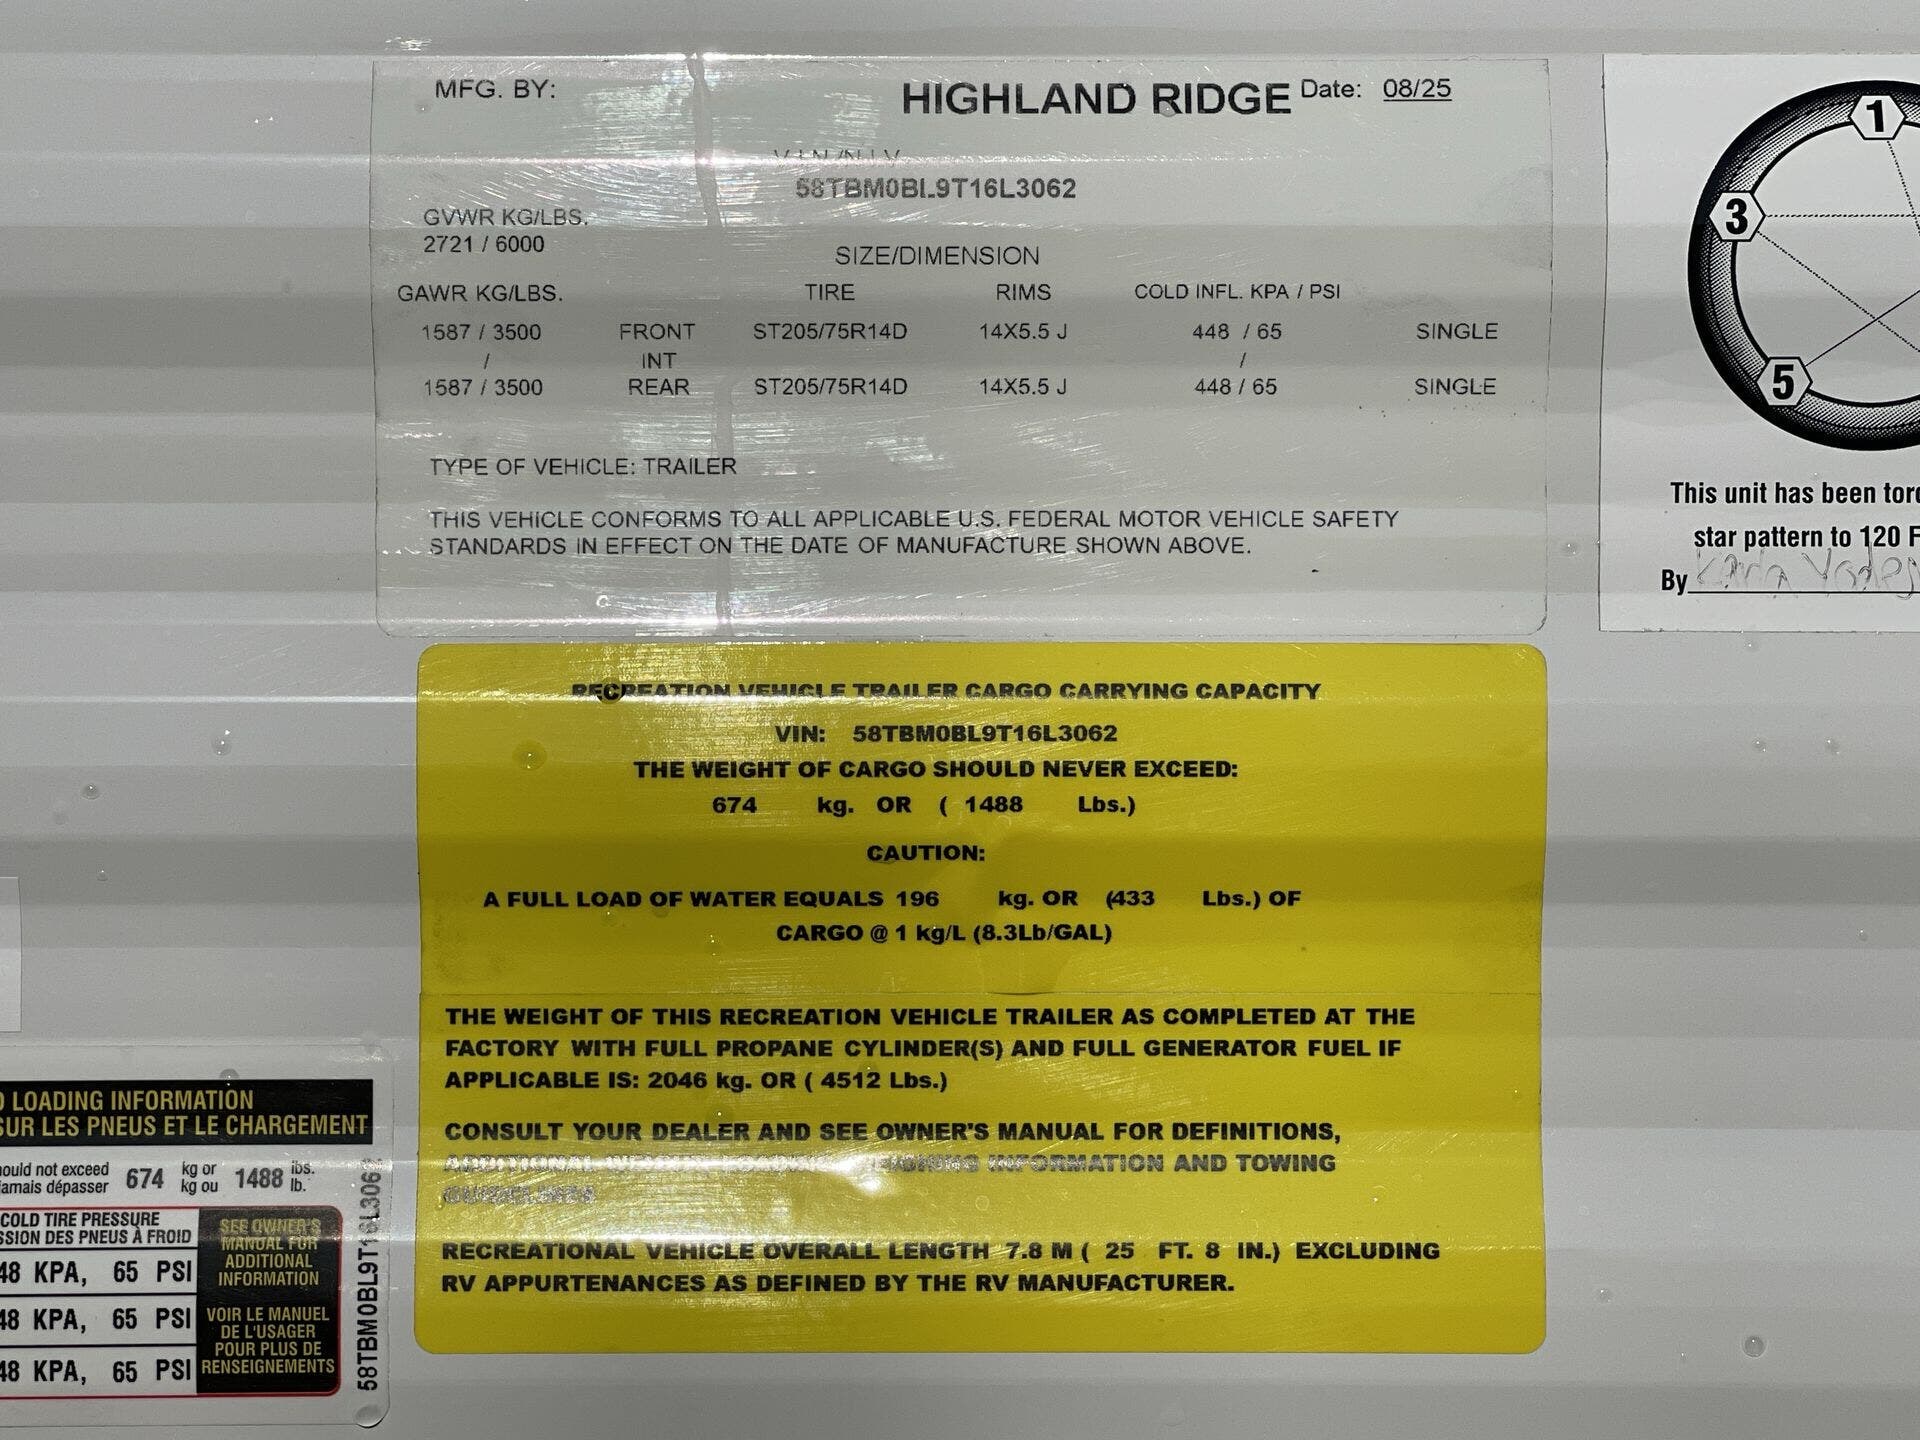 MFG. BY: HIGHLAND RIDGE Date: 08/25
V.I.N./N.I.V.
58TBM0BL9T16L3062
GVWR KG/LBS.
2721 / 6000
SIZE/DIMENSION
GAWR KG/LBS. TIRE RIMS COLD INFL. KPA / PSI
1587 / 3500 FRONT ST205/75R14D 14X5.5 J 448 / 65 SINGLE
/ INT /
1587 / 3500 REAR ST205/75R14D 14X5.5 J 448 / 65 SINGLE
TYPE OF VEHICLE: TRAILER
THIS VEHICLE CONFORMS TO ALL APPLICABLE U.S. FEDERAL MOTOR VEHICLE SAFETY
STANDARDS IN EFFECT ON THE DATE OF MANUFACTURE SHOWN ABOVE.
1
3
5
This unit has been
star pattern to 120
By Karla
RECREATION VEHICLE TRAILER CARGO CARRYING CAPACITY
VIN: 58TBM0BL9T16L3062
THE WEIGHT OF CARGO SHOULD NEVER EXCEED:
674 kg. OR ( 1488 Lbs.)
CAUTION:
A FULL LOAD OF WATER EQUALS 196 kg. OR (433 Lbs.) OF
CARGO @ 1 kg/L (8.3Lb/GAL)
THE WEIGHT OF THIS RECREATION VEHICLE TRAILER AS COMPLETED AT THE
FACTORY WITH FULL PROPANE CYLINDER(S) AND FULL GENERATOR FUEL IF
APPLICABLE IS: 2046 kg. OR ( 4512 Lbs.)
CONSULT YOUR DEALER AND SEE OWNER'S MANUAL FOR DEFINITIONS,
ADDITIONAL WEIGHING INFORMATION AND TOWING
GUIDELINES
RECREATIONAL VEHICLE OVERALL LENGTH 7.8 M ( 25 FT. 8 IN.) EXCLUDING
RV APPURTENANCES AS DEFINED BY THE RV MANUFACTURER.
LOADING INFORMATION
SUR LES PNEUS ET LE CHARGEMENT
should not exceed 674 kg or 1488 lbs.
jamais dépasser kg ou lb.
COLD TIRE PRESSURE
SSION DES PNEUS À FROID
48 KPA, 65 PSI
48 KPA, 65 PSI
48 KPA, 65 PSI
SEE OWNER'S
MANUAL FOR
ADDITIONAL
INFORMATION
VOIR LE MANUEL
DE L'USAGER
POUR PLUS DE
RENSEIGNEMENTS
58TBM0BL9T16L3062